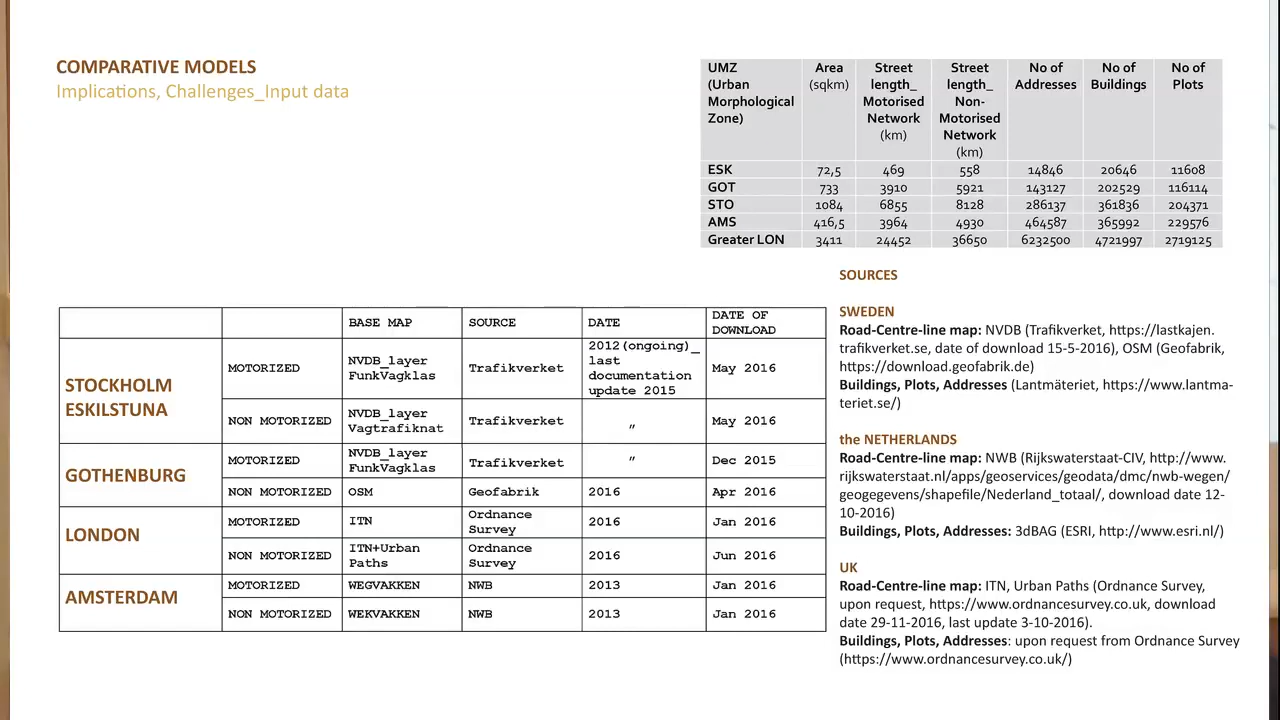 COMPARATIVE MODELS
Implications, Challenges_Input data
UMZ (Urban Morphological Zone) | Area (sqkm) | Street length_ Motorised Network (km) | Street length_ Non-Motorised Network (km) | No of Addresses | No of Buildings | No of Plots
ESK 72,5 469 558 14846 20646 11608
GOT 733 3910 5921 143127 202529 116114
STO 1084 6855 8128 286137 361836 204371
AMS 416,5 3964 4930 464587 365992 229576
Greater LON 3411 24452 36650 6232500 4721997 2719125
BASE MAP | SOURCE | DATE | DATE OF DOWNLOAD
STOCKHOLM ESKILSTUNA
MOTORIZED | NVDB_layer FunkVagklas | Trafikverket | 2012(ongoing)_ last documentation update 2015 | May 2016
NON MOTORIZED | NVDB_layer Vagtrafiknat | Trafikverket | " | May 2016
GOTHENBURG
MOTORIZED | NVDB_layer FunkVagklas | Trafikverket | " | Dec 2015
NON MOTORIZED | OSM | Geofabrik | 2016 | Apr 2016
LONDON
MOTORIZED | ITN | Ordnance Survey | 2016 | Jan 2016
NON MOTORIZED | ITN+Urban Paths | Ordnance Survey | 2016 | Jun 2016
AMSTERDAM
MOTORIZED | WEGVAKKEN | NWB | 2013 | Jan 2016
NON MOTORIZED | WEKVAKKEN | NWB | 2013 | Jan 2016
SOURCES
SWEDEN
Road-Centre-line map: NVDB (Trafikverket, https://lastkajen.
trafikverket.se, date of download 15-5-2016), OSM (Geofabrik,
https://download.geofabrik.de)
Buildings, Plots, Addresses (Lantmäteriet, https://www.lantma-
teriet.se/)
the NETHERLANDS
Road-Centre-line map: NWB (Rijkswaterstaat-CIV, http://www.
rijkswaterstaat.nl/apps/geoservices/geodata/dmc/nwb-wegen/
geogegevens/shapefile/Nederland_totaal/, download date 12-
10-2016)
Buildings, Plots, Addresses: 3dBAG (ESRI, http://www.esri.nl/)
UK
Road-Centre-line map: ITN, Urban Paths (Ordnance Survey,
upon request, https://www.ordnancesurvey.co.uk, download
date 29-11-2016, last update 3-10-2016).
Buildings, Plots, Addresses: upon request from Ordnance Survey
(https://www.ordnancesurvey.co.uk/)